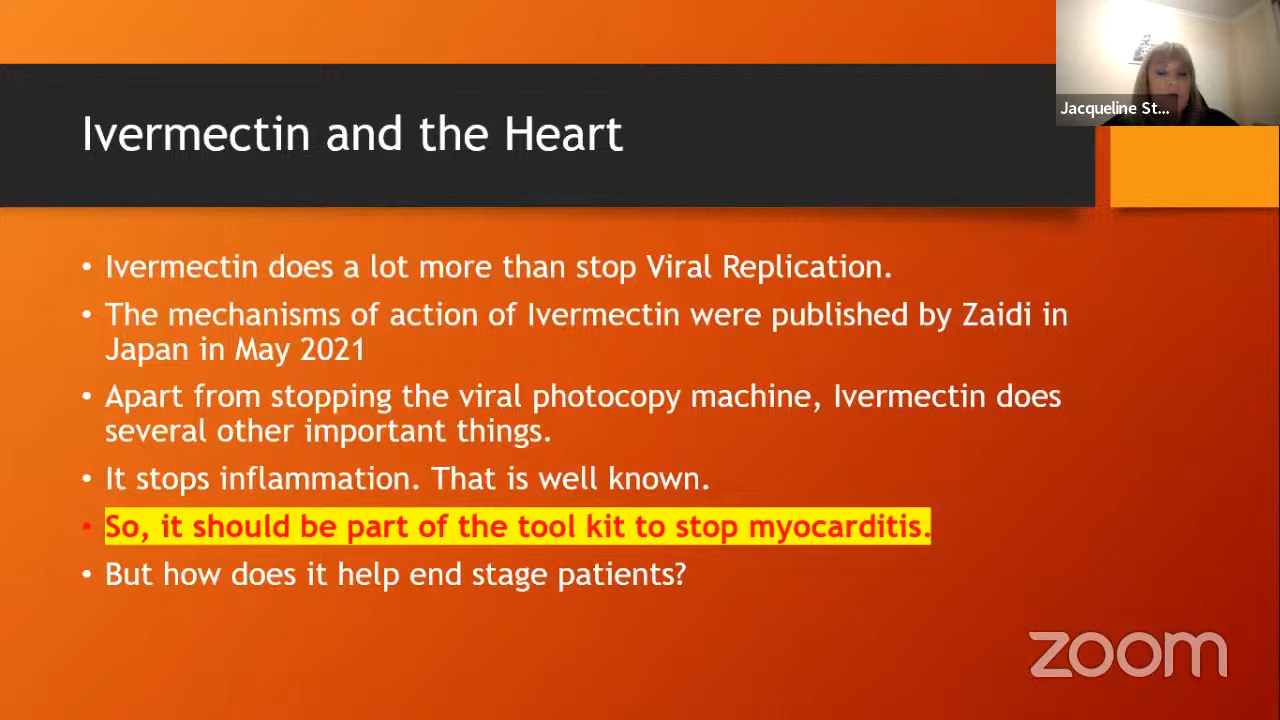 Jacqueline St...
Ivermectin and the Heart
• Ivermectin does a lot more than stop Viral Replication.
• The mechanisms of action of Ivermectin were published by Zaidi in
Japan in May 2021
• Apart from stopping the viral photocopy machine, Ivermectin does
several other important things.
• It stops inflammation. That is well known.
• So, it should be part of the tool kit to stop myocarditis.
• But how does it help end stage patients?
zoom